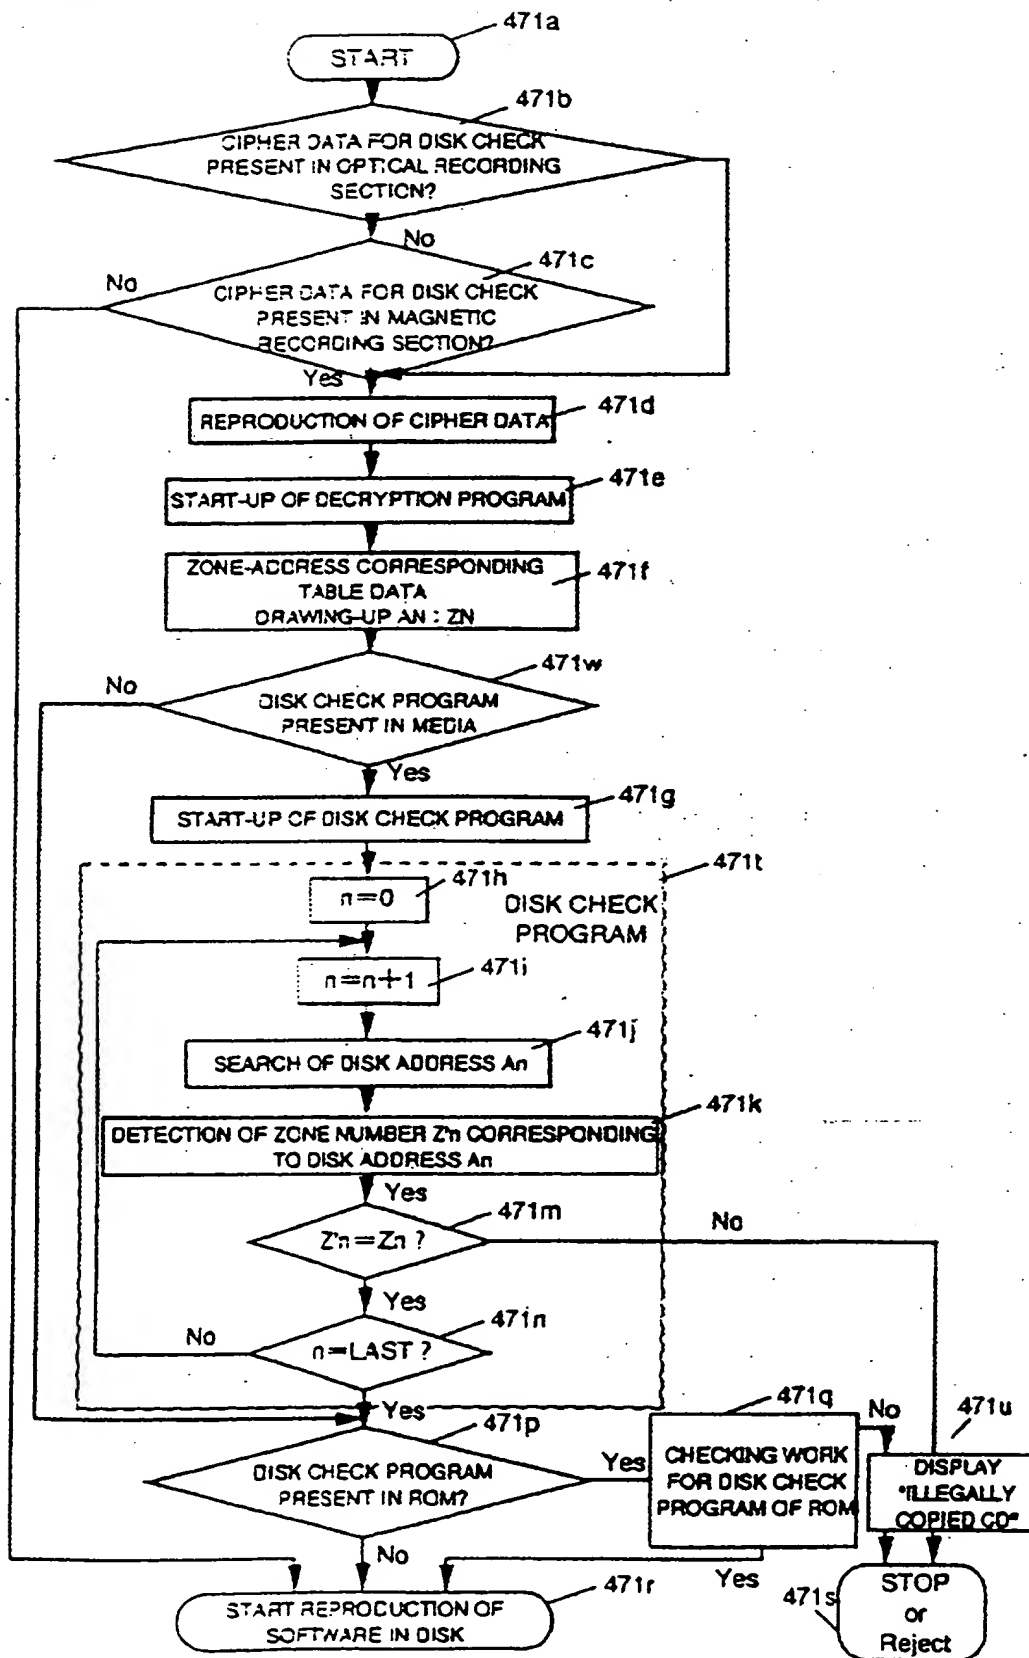 471a
START
471b
CIPHER DATA FOR DISK CHECK
PRESENT IN OPTICAL RECORDING
SECTION?
No
471c
No
CIPHER DATA FOR DISK CHECK
PRESENT IN MAGNETIC
RECORDING SECTION?
Yes
471d
REPRODUCTION OF CIPHER DATA
471e
START-UP OF DECRYPTION PROGRAM
ZONE-ADDRESS CORRESPONDING
TABLE DATA
DRAWING-UP AN : ZN
471f
471w
No
DISK CHECK PROGRAM
PRESENT IN MEDIA
Yes
471g
START-UP OF DISK CHECK PROGRAM
471t
471h
n=0
DISK CHECK
PROGRAM
471i
n=n+1
471j
SEARCH OF DISK ADDRESS An
471k
DETECTION OF ZONE NUMBER Z'n CORRESPONDING
TO DISK ADDRESS An
Yes
471m
No
Z'n=Zn ?
Yes
471n
No
n=LAST ?
Yes
471p
471q
No
471u
DISK CHECK PROGRAM
PRESENT IN ROM?
Yes
CHECKING WORK
FOR DISK CHECK
PROGRAM OF ROM
DISPLAY
"ILLEGALLY
COPIED CD"
No
Yes
471r
START REPRODUCTION OF
SOFTWARE IN DISK
471s
STOP
or
Reject